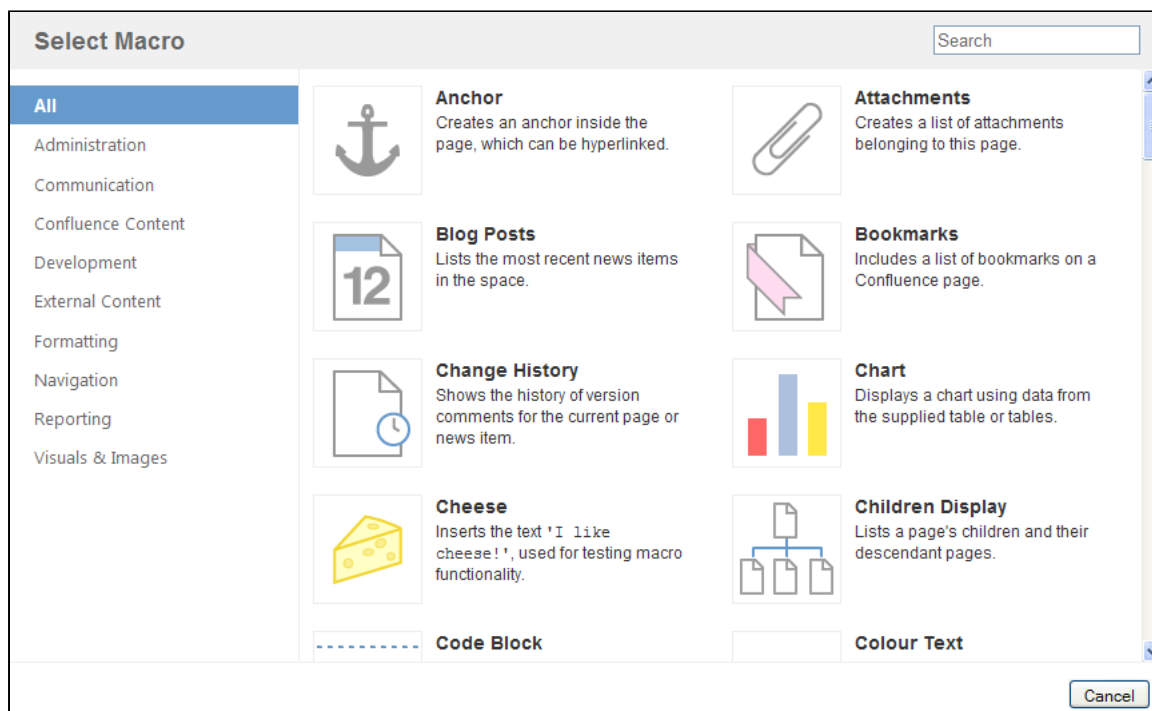 Select Macro
Search
All
Administration
Communication
Confluence Content
Development
External Content
Formatting
Navigation
Reporting
Visuals & Images
Anchor
Creates an anchor inside the
page, which can be hyperlinked.
Attachments
Creates a list of attachments
belonging to this page.
12
Blog Posts
Lists the most recent news items
in the space.
Bookmarks
Includes a list of bookmarks on a
Confluence page.
Change History
Shows the history of version
comments for the current page or
news item.
Chart
Displays a chart using data from
the supplied table or tables.
Cheese
Inserts the text 'I like
cheese!', used for testing macro
functionality.
Children Display
Lists a page's children and their
descendant pages.
Code Block
Colour Text
Cancel